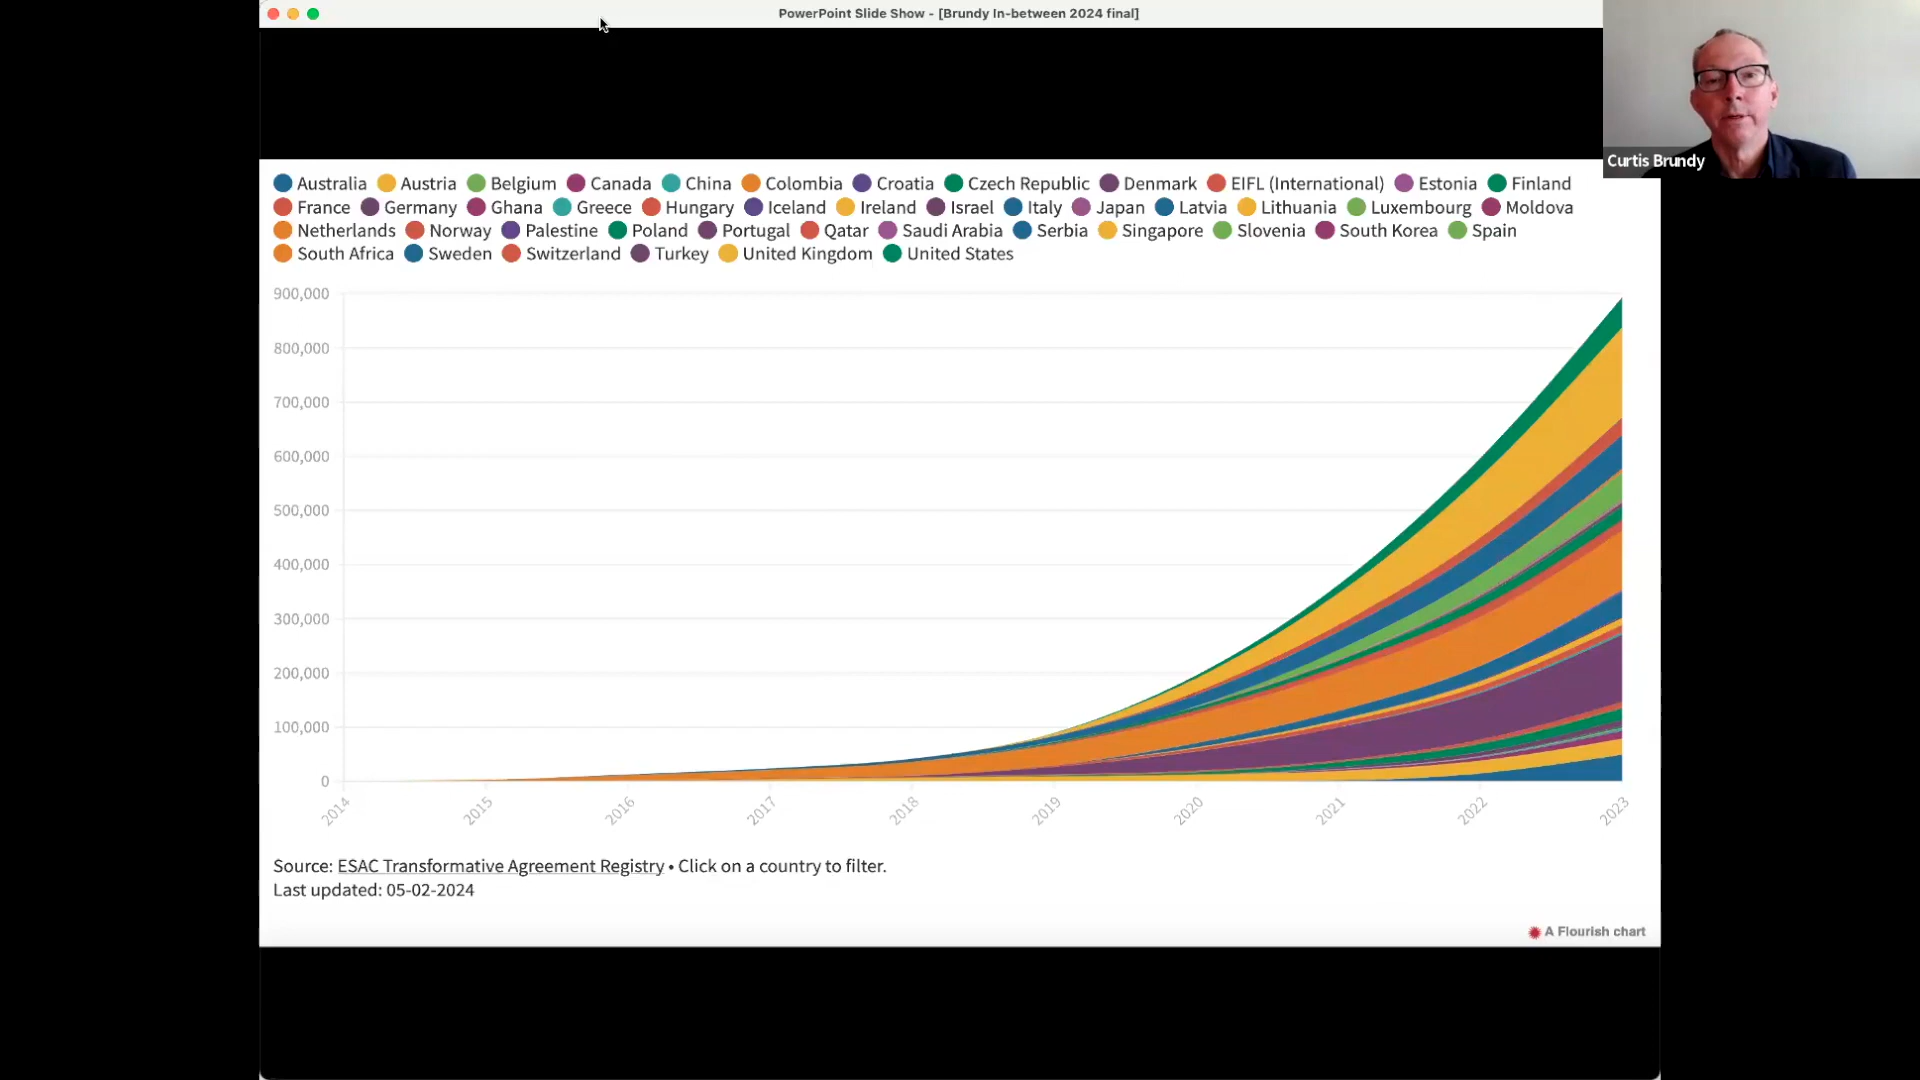 PowerPoint Slide Show - [Brundy In-between 2024 final]
Curtis Brundy
Australia Austria Belgium Canada China Colombia Croatia Czech Republic Denmark EIFL (International) Estonia Finland
France Germany Ghana Greece Hungary Iceland Ireland Israel Italy Japan Latvia Lithuania Luxembourg Moldova
Netherlands Norway Palestine Poland Portugal Qatar Saudi Arabia Serbia Singapore Slovenia South Korea Spain
South Africa Sweden Switzerland Turkey United Kingdom United States
900,000
800,000
700,000
600,000
500,000
400,000
300,000
200,000
100,000
0
2014 2015 2016 2017 2018 2019 2020 2021 2022 2023
Source: ESAC Transformative Agreement Registry • Click on a country to filter.
Last updated: 05-02-2024
A Flourish chart